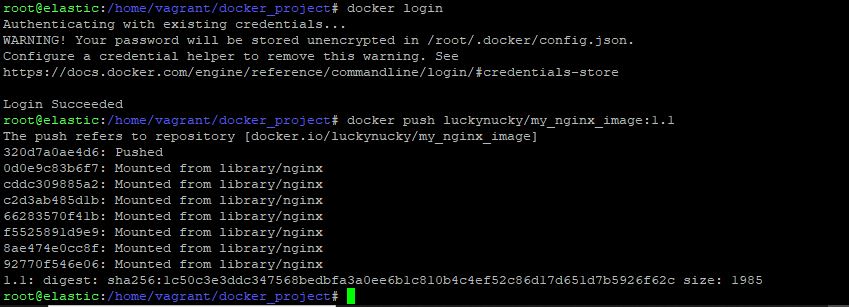 root@elastic:/home/vagrant/docker_project# docker login
Authenticating with existing credentials...
WARNING! Your password will be stored unencrypted in /root/.docker/config.json.
Configure a credential helper to remove this warning. See
https://docs.docker.com/engine/reference/commandline/login/#credentials-store
Login Succeeded
root@elastic:/home/vagrant/docker_project# docker push luckynucky/my_nginx_image:1.1
The push refers to repository [docker.io/luckynucky/my_nginx_image]
320d7a0ae4d6: Pushed
0d0e9c83b6f7: Mounted from library/nginx
cddc309885a2: Mounted from library/nginx
c2d3ab485d1b: Mounted from library/nginx
66283570f41b: Mounted from library/nginx
f5525891d9e9: Mounted from library/nginx
8ae474e0cc8f: Mounted from library/nginx
92770f546e06: Mounted from library/nginx
1.1: digest: sha256:1c50c3e3ddc347568bedbfa3a0ee6b1c810b4c4ef52c86d17d651d7b5926f62c size: 1985
root@elastic:/home/vagrant/docker_project#